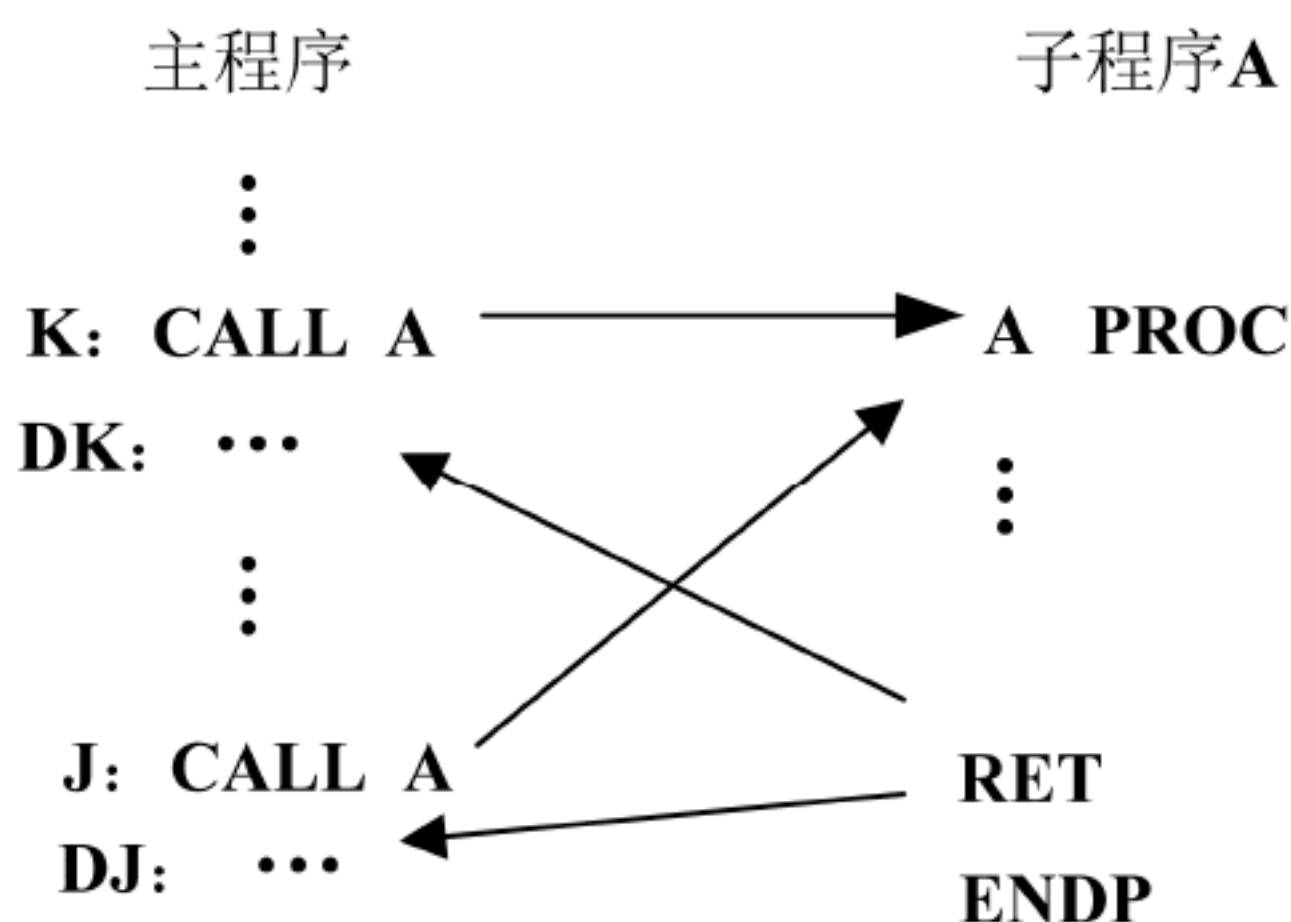 主程序
子程序A
⋮
K：CALL A
A PROC
DK： ⋯
⋮
⋮
J：CALL A
RET
DJ： ⋯
ENDP